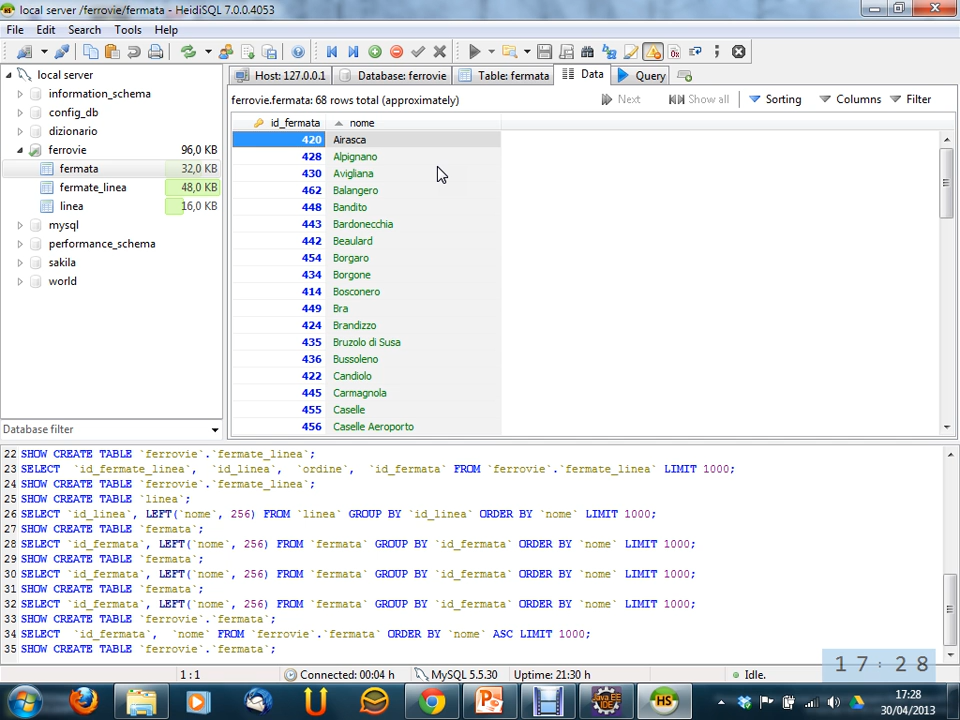 local server /ferrovie/fermata - HeidiSQL 7.0.0.4053
File Edit Search Tools Help
local server
information_schema
config_db
dizionario
ferrovie 96,0 KB
fermata 32,0 KB
fermate_linea 48,0 KB
linea 16,0 KB
mysql
performance_schema
sakila
world
Database filter
Host: 127.0.0.1 Database: ferrovie Table: fermata Data Query
ferrovie.fermata: 68 rows total (approximately) Next Show all Sorting Columns Filter
id_fermata nome
420 Airasca
428 Alpignano
430 Avigliana
462 Balangero
448 Bandito
443 Bardonecchia
442 Beaulard
454 Borgaro
434 Borgone
414 Bosconero
449 Bra
424 Brandizzo
435 Bruzolo di Susa
436 Bussoleno
422 Candiolo
445 Carmagnola
455 Caselle
456 Caselle Aeroporto
22 SHOW CREATE TABLE `ferrovie`.`fermate_linea`;
23 SELECT `id_fermate_linea`, `id_linea`, `ordine`, `id_fermata` FROM `ferrovie`.`fermate_linea` LIMIT 1000;
24 SHOW CREATE TABLE `ferrovie`.`fermate_linea`;
25 SHOW CREATE TABLE `linea`;
26 SELECT `id_linea`, LEFT(`nome`, 256) FROM `linea` GROUP BY `id_linea` ORDER BY `nome` LIMIT 1000;
27 SHOW CREATE TABLE `fermata`;
28 SELECT `id_fermata`, LEFT(`nome`, 256) FROM `fermata` GROUP BY `id_fermata` ORDER BY `nome` LIMIT 1000;
29 SHOW CREATE TABLE `fermata`;
30 SELECT `id_fermata`, LEFT(`nome`, 256) FROM `fermata` GROUP BY `id_fermata` ORDER BY `nome` LIMIT 1000;
31 SHOW CREATE TABLE `fermata`;
32 SELECT `id_fermata`, LEFT(`nome`, 256) FROM `fermata` GROUP BY `id_fermata` ORDER BY `nome` LIMIT 1000;
33 SHOW CREATE TABLE `ferrovie`.`fermata`;
34 SELECT `id_fermata`, `nome` FROM `ferrovie`.`fermata` ORDER BY `nome` ASC LIMIT 1000;
35 SHOW CREATE TABLE `ferrovie`.`fermata`;
17:28
1 : 1 Connected: 00:04 h MySQL 5.5.30 Uptime: 21:30 h Idle.
Java EE
IDE
HS
17:28
30/04/2013